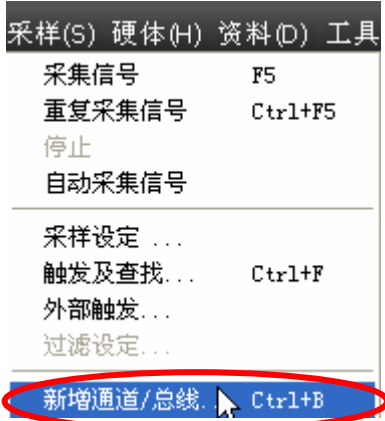 采样(S) 硬体(H) 资料(D) 工具
采集信号 F5
重复采集信号 Ctrl+F5
停止
自动采集信号
采样设定 ...
触发及查找... Ctrl+F
外部触发...
过滤设定...
新增通道/总线. Ctrl+B